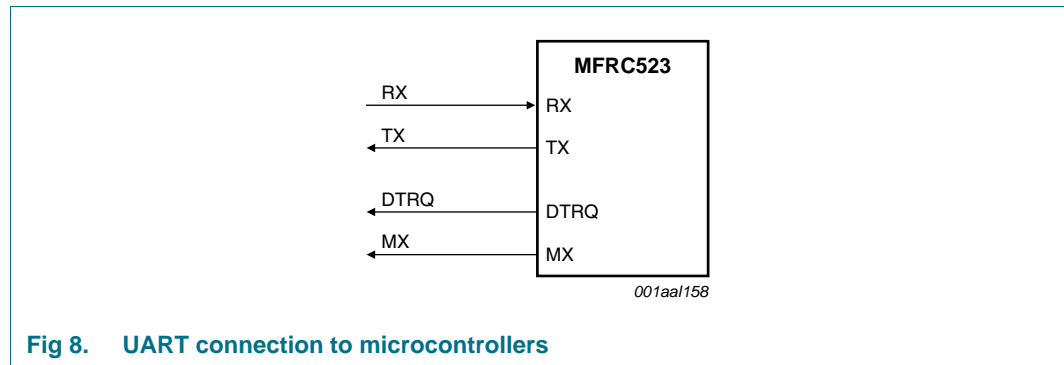 MFRC523
RX RX
TX TX
DTRQ DTRQ
MX MX
001aal158
Fig 8. UART connection to microcontrollers